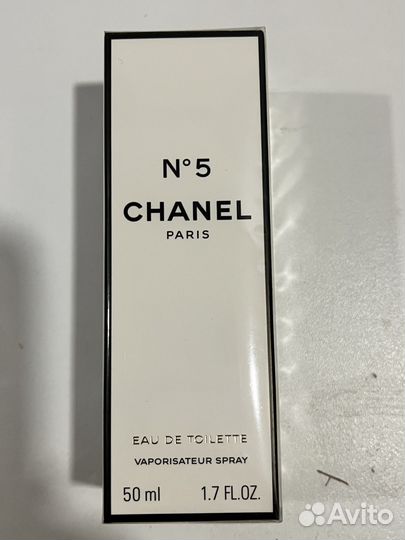 N°5
CHANEL
PARIS
EAU DE TOILETTE
VAPORISATEUR SPRAY
50 ml 1.7 FL.OZ.
Avito